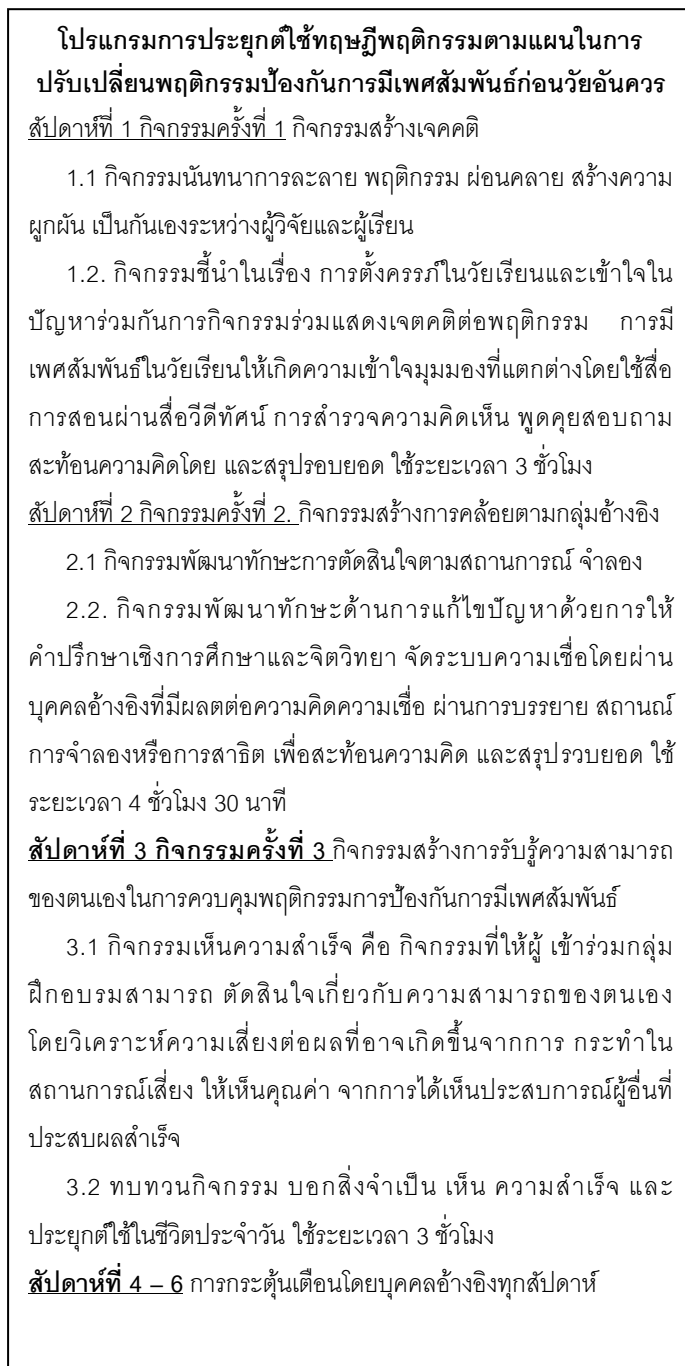 โปรแกรมการประยุกต์ใช้ทฤษฎีพฤติกรรมตามแผนในการ
ปรับเปลี่ยนพฤติกรรมป้องกันการมีเพศสัมพันธ์ก่อนวัยอันควร
สัปดาห์ที่ 1 กิจกรรมครั้งที่ 1 กิจกรรมสร้างเจคคติ
1.1 กิจกรรมนันทนาการละลาย พฤติกรรม ผ่อนคลาย สร้างความ
ผูกผัน เป็นกันเองระหว่างผู้วิจัยและผู้เรียน
1.2. กิจกรรมชี้นำในเรื่อง การตั้งครรภ์ในวัยเรียนและเข้าใจใน
ปัญหาร่วมกันการกิจกรรมร่วมแสดงเจตคติต่อพฤติกรรม การมี
เพศสัมพันธ์ในวัยเรียนให้เกิดความเข้าใจมุมมองที่แตกต่างโดยใช้สื่อ
การสอนผ่านสื่อวีดีทัศน์ การสำรวจความคิดเห็น พูดคุยสอบถาม
สะท้อนความคิดโดย และสรุปรอบยอด ใช้ระยะเวลา 3 ชั่วโมง
สัปดาห์ที่ 2 กิจกรรมครั้งที่ 2. กิจกรรมสร้างการคล้อยตามกลุ่มอ้างอิง
2.1 กิจกรรมพัฒนาทักษะการตัดสินใจตามสถานการณ์ จำลอง
2.2. กิจกรรมพัฒนาทักษะด้านการแก้ไขปัญหาด้วยการให้
คำปรึกษาเชิงการศึกษาและจิตวิทยา จัดระบบความเชื่อโดยผ่าน
บุคคลอ้างอิงที่มีผลตต่อความคิดความเชื่อ ผ่านการบรรยาย สถานณ์
การจำลองหรือการสาธิต เพื่อสะท้อนความคิด และสรุปรวบยอด ใช้
ระยะเวลา 4 ชั่วโมง 30 นาที
สัปดาห์ที่ 3 กิจกรรมครั้งที่ 3 กิจกรรมสร้างการรับรู้ความสามารถ
ของตนเองในการควบคุมพฤติกรรมการป้องกันการมีเพศสัมพันธ์
3.1 กิจกรรมเห็นความสำเร็จ คือ กิจกรรมที่ให้ผู้ เข้าร่วมกลุ่ม
ฝึกอบรมสามารถ ตัดสินใจเกี่ยวกับความสามารถของตนเอง
โดยวิเคราะห์ความเสี่ยงต่อผลที่อาจเกิดขึ้นจากการ กระทำใน
สถานการณ์เสี่ยง ให้เห็นคุณค่า จากการได้เห็นประสบการณ์ผู้อื่นที่
ประสบผลสำเร็จ
3.2 ทบทวนกิจกรรม บอกสิ่งจำเป็น เห็น ความสำเร็จ และ
ประยุกต์ใช้ในชีวิตประจำวัน ใช้ระยะเวลา 3 ชั่วโมง
สัปดาห์ที่ 4 – 6 การกระตุ้นเตือนโดยบุคคลอ้างอิงทุกสัปดาห์